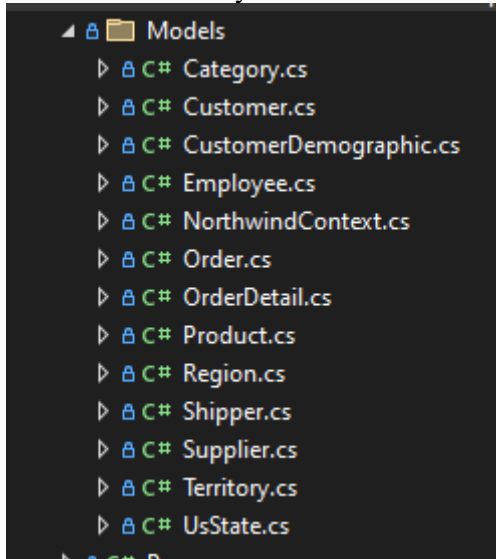 Models
C# Category.cs
C# Customer.cs
C# CustomerDemographic.cs
C# Employee.cs
C# NorthwindContext.cs
C# Order.cs
C# OrderDetail.cs
C# Product.cs
C# Region.cs
C# Shipper.cs
C# Supplier.cs
C# Territory.cs
C# UsState.cs